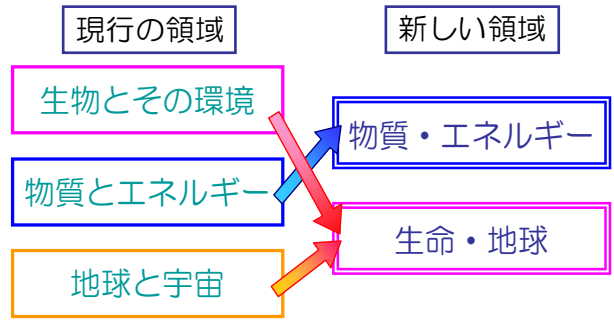 現行の領域
新しい領域
生物とその環境
物質とエネルギー
地球と宇宙
物質・エネルギー
生命・地球